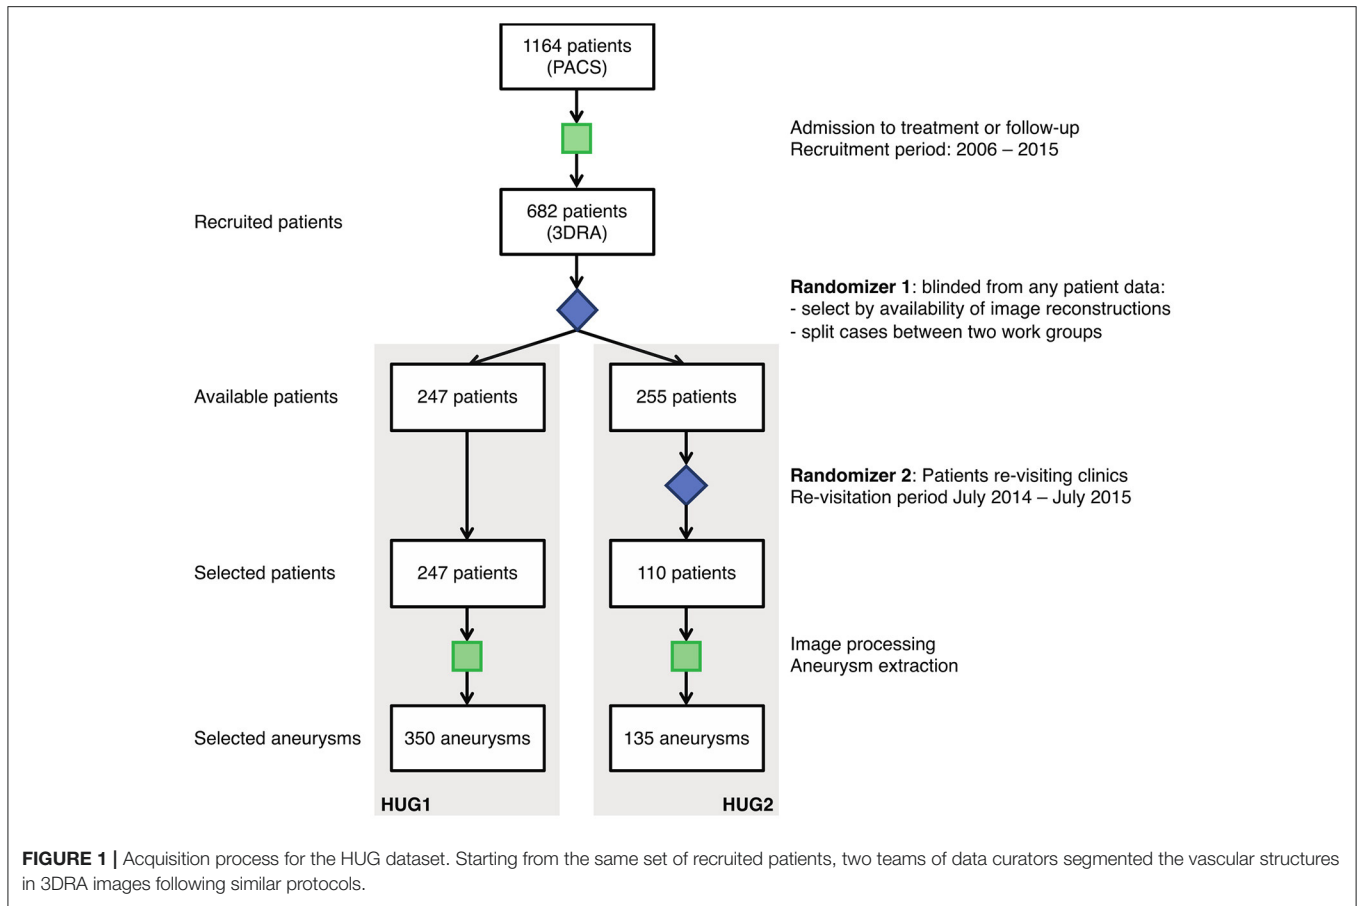 1164 patients
(PACS)
Admission to treatment or follow-up
Recruitment period: 2006 – 2015
Recruited patients
682 patients
(3DRA)
Randomizer 1: blinded from any patient data:
- select by availability of image reconstructions
- split cases between two work groups
Available patients
247 patients
255 patients
Randomizer 2: Patients re-visiting clinics
Re-visitation period July 2014 – July 2015
Selected patients
247 patients
110 patients
Image processing
Aneurysm extraction
Selected aneurysms
350 aneurysms
135 aneurysms
HUG1
HUG2
FIGURE 1 | Acquisition process for the HUG dataset. Starting from the same set of recruited patients, two teams of data curators segmented the vascular structures
in 3DRA images following similar protocols.